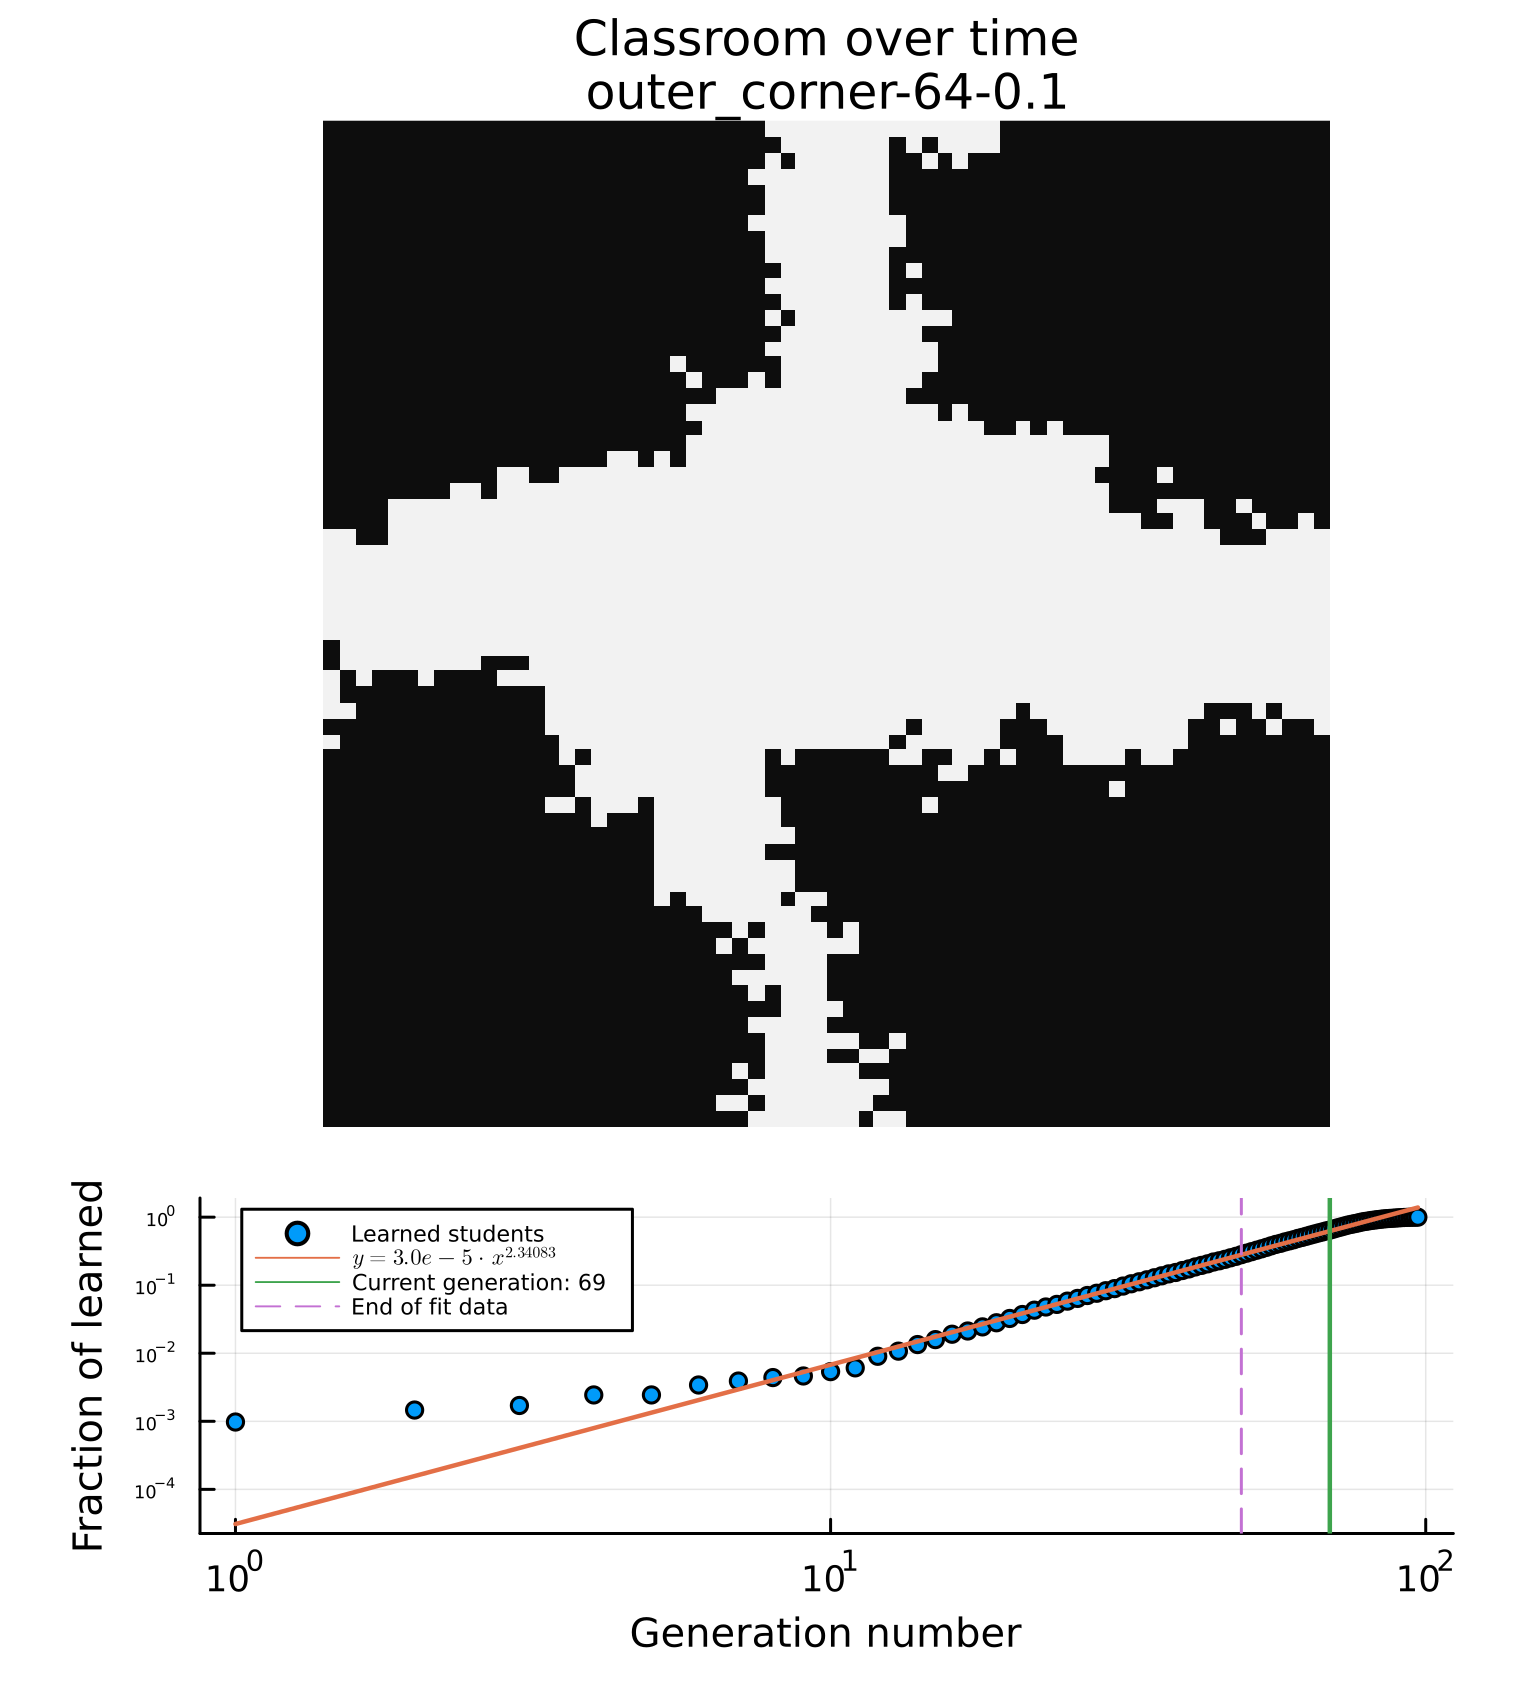 Classroom over time
outer_corner-64-0.1
Fraction of learned
10^0
10^-1
10^-2
10^-3
10^-4
Learned students
y = 3.0e − 5 · x^2.34083
Current generation: 69
End of fit data
10^0 10^1 10^2
Generation number